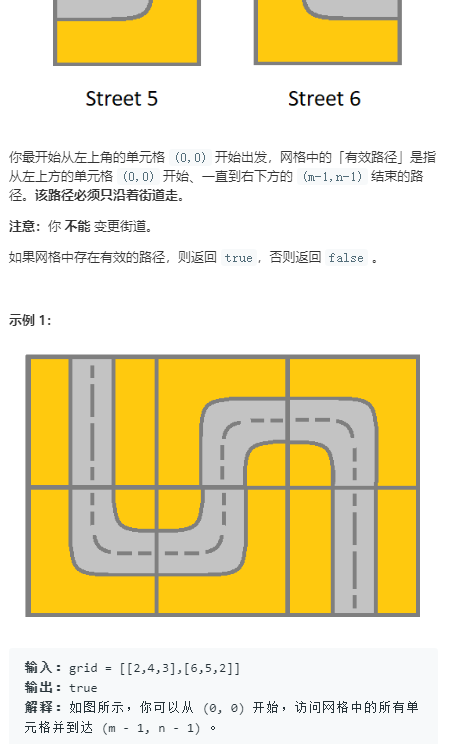 Street 5 Street 6
你最开始从左上角的单元格 (0,0) 开始出发，网格中的「有效路径」是指
从左上方的单元格 (0,0) 开始、一直到右下方的 (m-1,n-1) 结束的路
径。该路径必须只沿着街道走。
注意：你 不能 变更街道。
如果网格中存在有效的路径，则返回 true，否则返回 false 。
示例 1：
输入：grid = [[2,4,3],[6,5,2]]
输出：true
解释：如图所示，你可以从 (0, 0) 开始，访问网格中的所有单
元格并到达 (m - 1, n - 1) 。